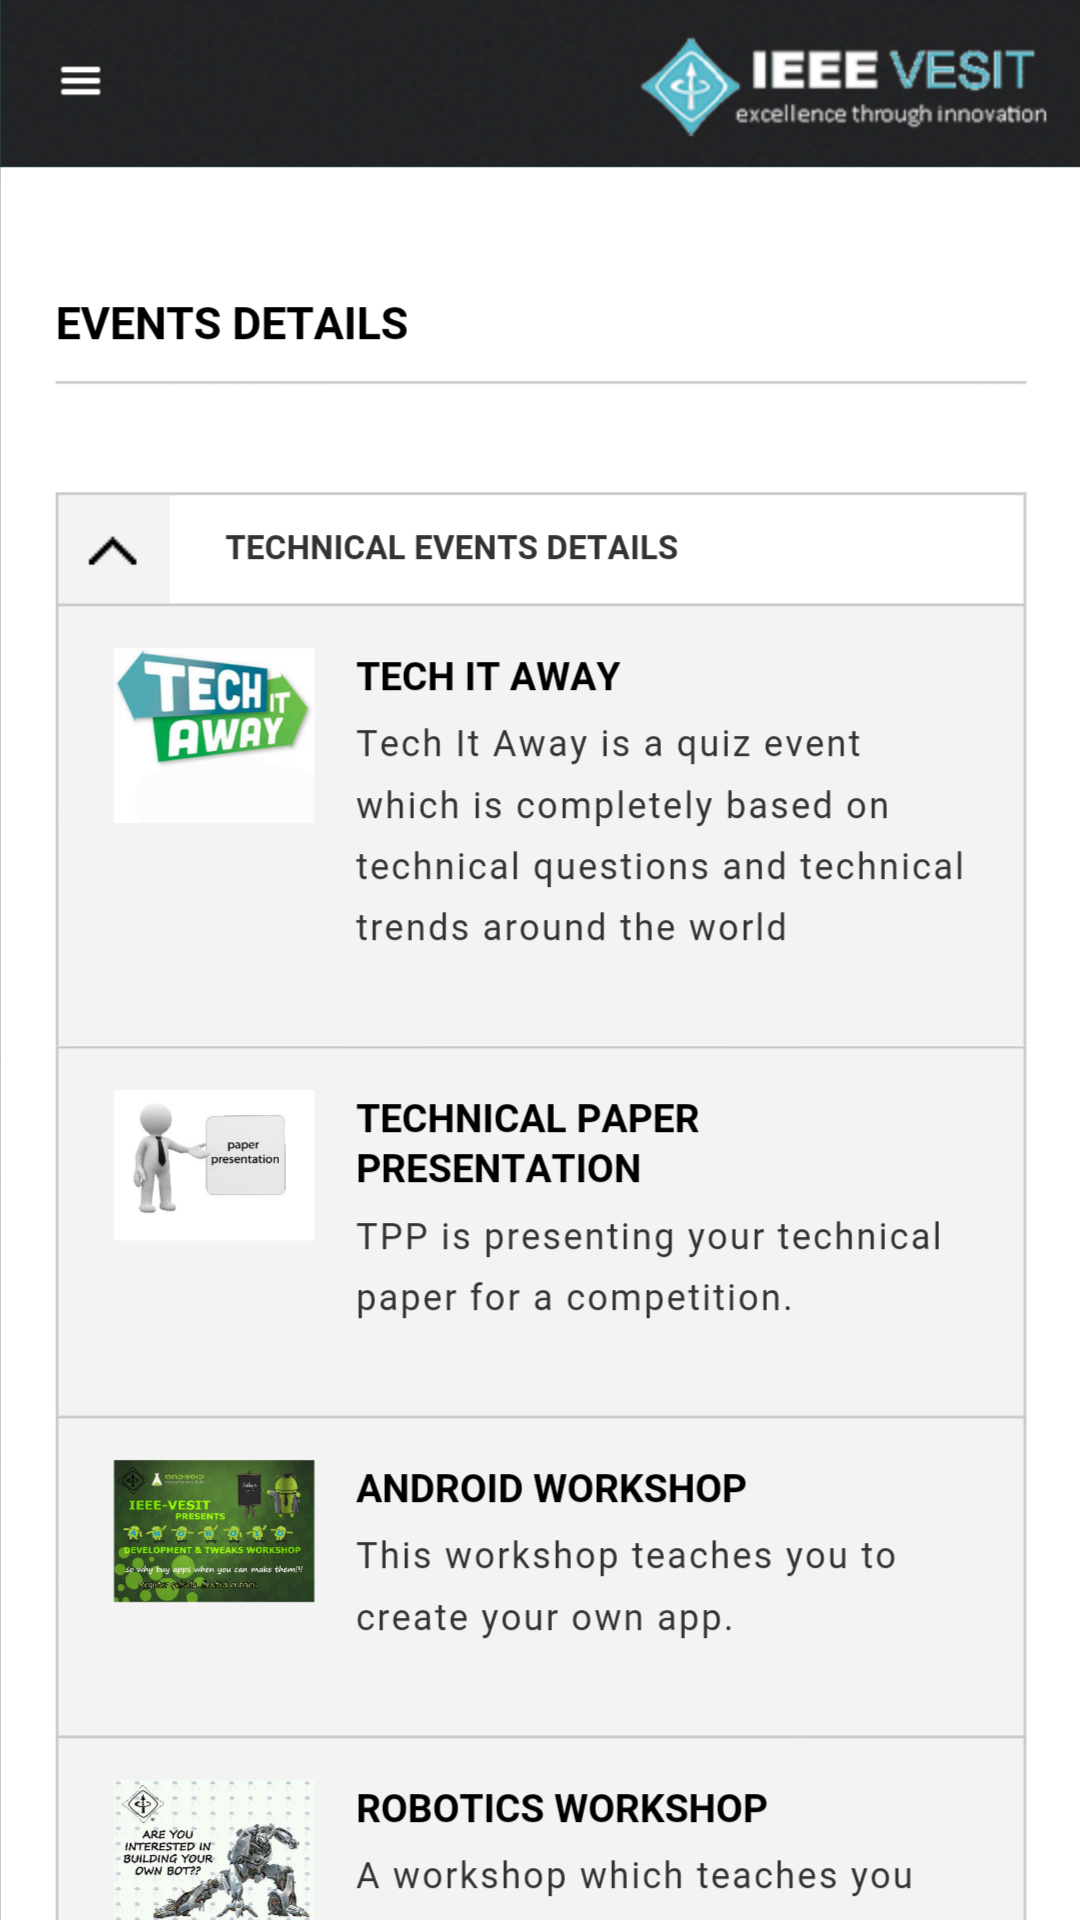 IEEE VESIT
excellence through innovation
EVENTS DETAILS
TECHNICAL EVENTS DETAILS
TECH IT
AWAY
TECH IT AWAY
Tech It Away is a quiz event
which is completely based on
technical questions and technical
trends around the world
paper
presentation
TECHNICAL PAPER
PRESENTATION
TPP is presenting your technical
paper for a competition.
ANDROID
IEEE-VESIT
PRESENTS
DEVELOPMENT & TWEAKS WORKSHOP
so why buy apps when you can make them!!!
ANDROID WORKSHOP
This workshop teaches you to
create your own app.
ARE YOU
INTERESTED IN
BUILDING YOUR
OWN BOT??
ROBOTICS WORKSHOP
A workshop which teaches you